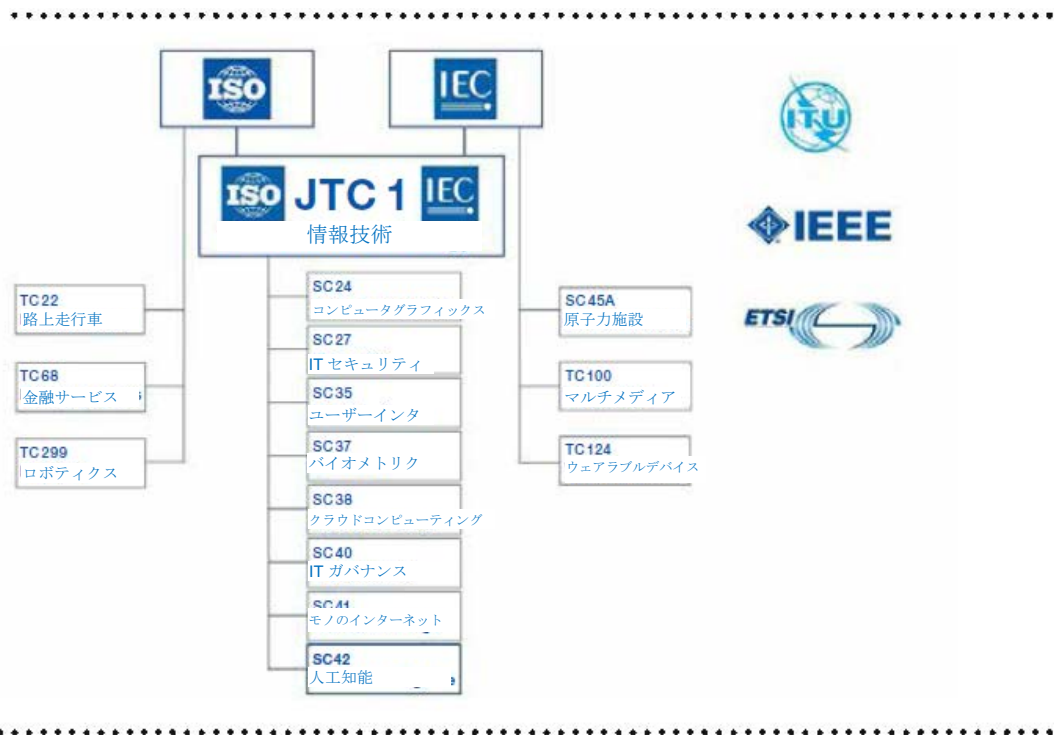 ISO
IEC
ISO JTC 1 IEC
情報技術
TC22
路上走行車
TC68
金融サービス
TC299
ロボティクス
SC24
コンピュータグラフィックス
SC27
IT セキュリティ
SC35
ユーザーインタ
SC37
バイオメトリク
SC38
クラウドコンピューティング
SC40
IT ガバナンス
SC41
モノのインターネット
SC42
人工知能
SC45A
原子力施設
TC100
マルチメディア
TC124
ウェアラブルデバイス
ITU
IEEE
ETSI